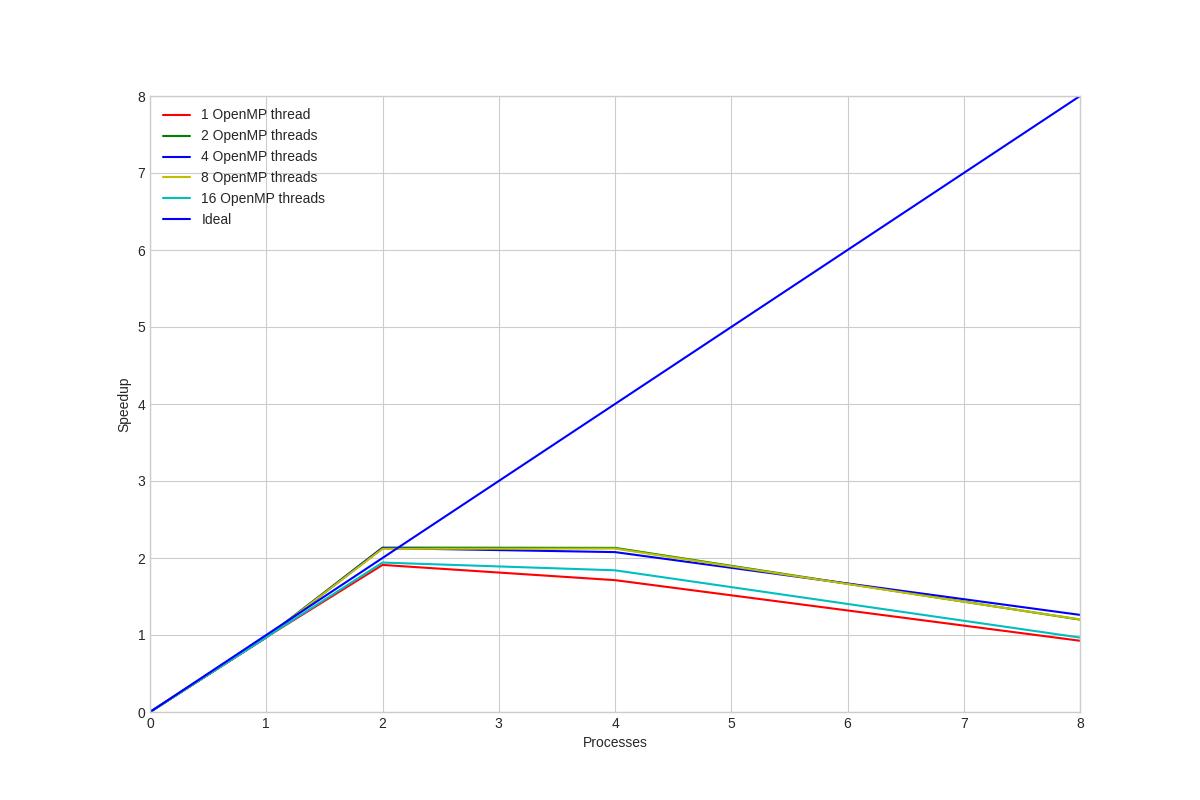 8
7
6
5
4
3
2
1
0
Speedup
1 OpenMP thread
2 OpenMP threads
4 OpenMP threads
8 OpenMP threads
16 OpenMP threads
Ideal
0 1 2 3 4 5 6 7 8
Processes